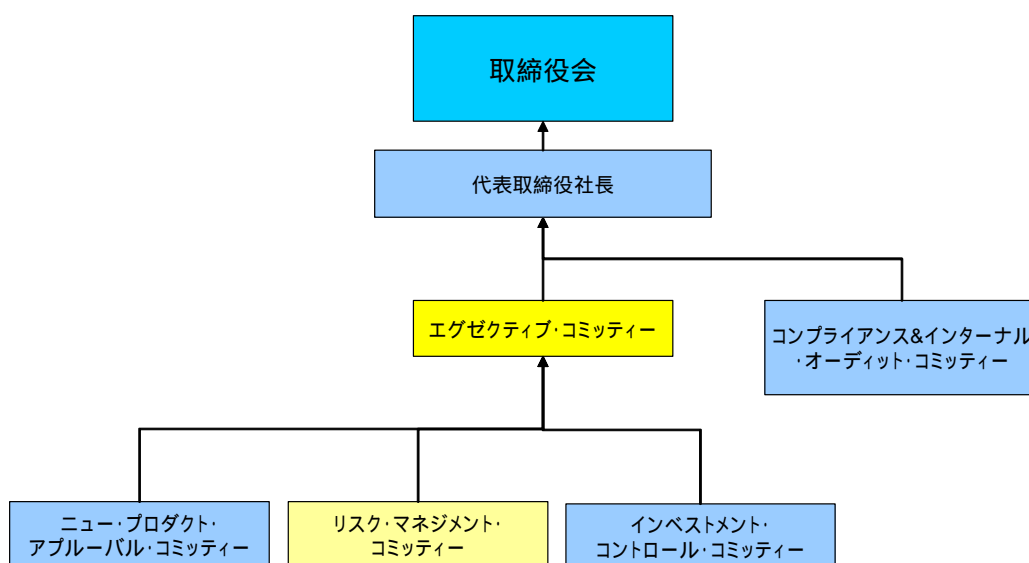 取締役会
代表取締役社長
エグゼクティブ・コミッティー
コンプライアンス&インターナル
・オーディット・コミッティー
ニュー・プロダクト・
アプルーバル・コミッティー
リスク・マネジメント・
コミッティー
インベストメント・
コントロール・コミッティー